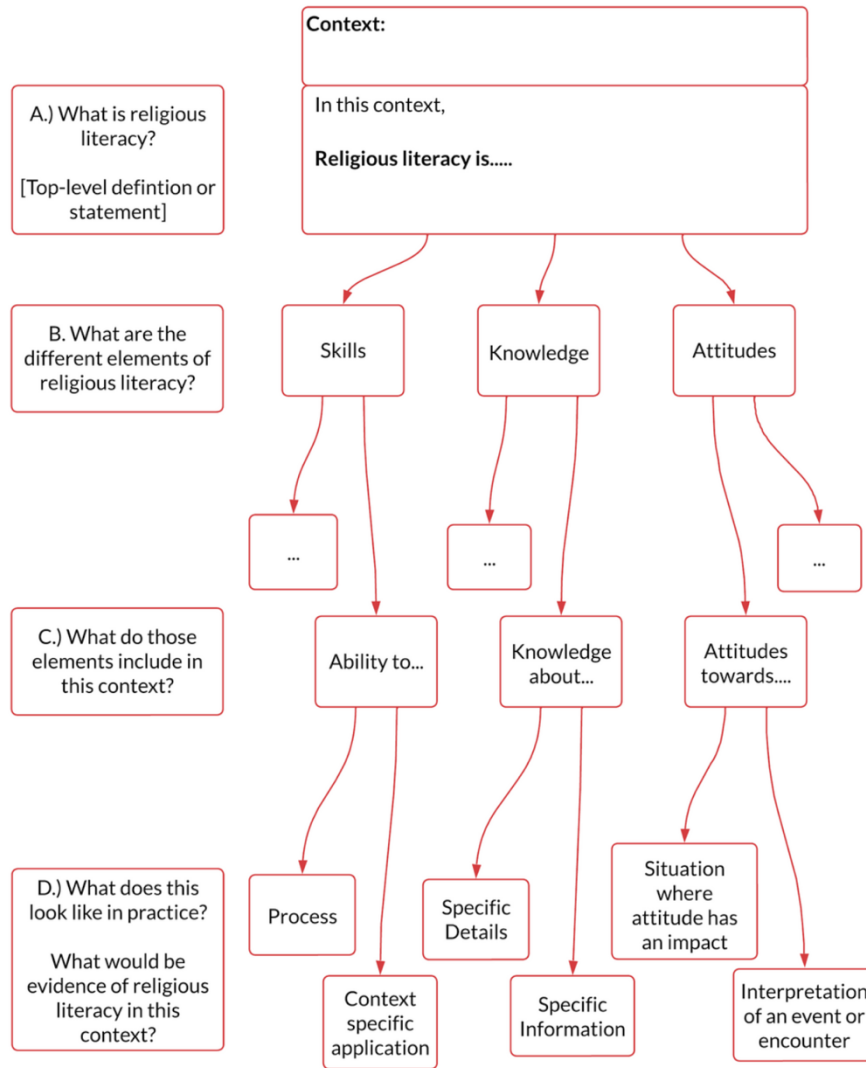 Context:
A.) What is religious
literacy?
[Top-level defintion or
statement]
In this context,
Religious literacy is.....
B. What are the
different elements of
religious literacy?
Skills
Knowledge
Attitudes
...
...
...
C.) What do those
elements include in
this context?
Ability to...
Knowledge
about...
Attitudes
towards....
D.) What does this
look like in practice?
What would be
evidence of religious
literacy in this
context?
Process
Specific
Details
Situation
where
attitude has
an impact
Context
specific
application
Specific
Information
Interpretation
of an event or
encounter